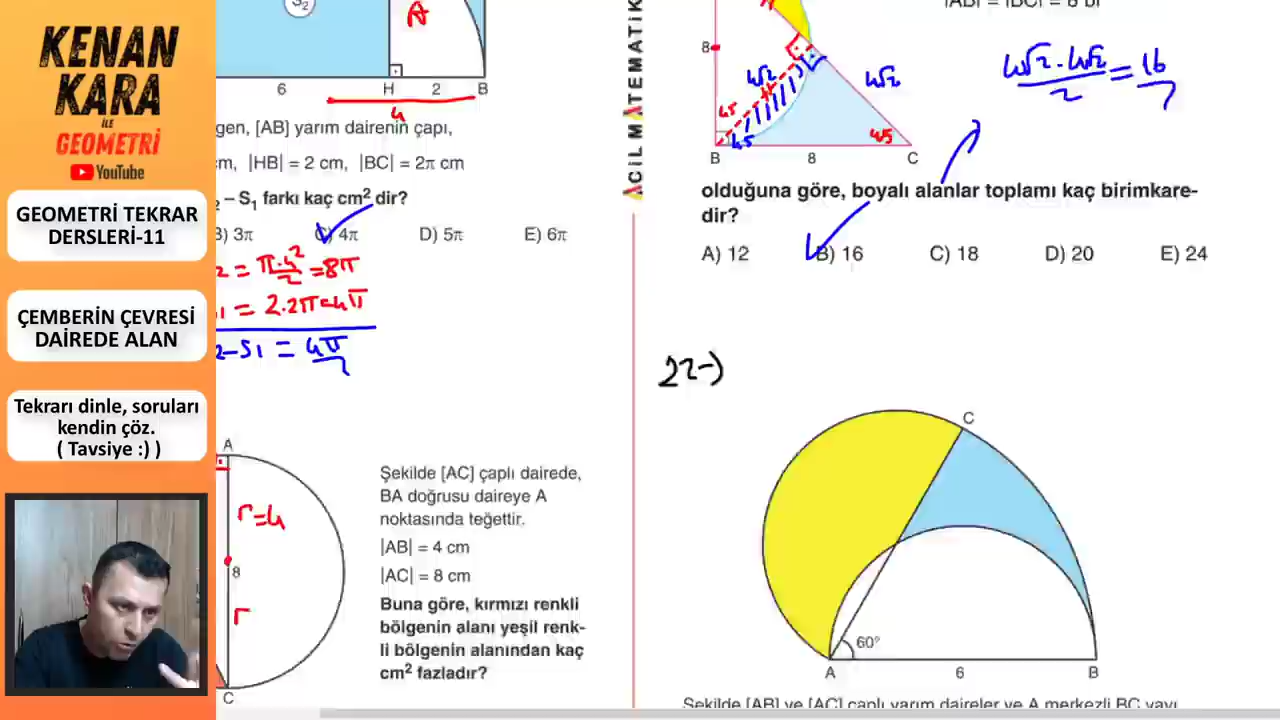 KENAN
KARA
İLE
GEOMETRİ
YouTube
GEOMETRİ TEKRAR
DERSLERİ-11
ÇEMBERİN ÇEVRESİ
DAİREDE ALAN
Tekrarı dinle, soruları
kendin çöz.
( Tavsiye :) )
S2
A
6 H 2 B
4
gen, [AB] yarım dairenin çapı,
cm, |HB| = 2 cm, |BC| = 2π cm
2 – S1 farkı kaç cm2 dir?
B) 3π C) 4π D) 5π E) 6π
2 = π.4²/2 = 8π
1 = 2.2π=4π
2-S1 = 4π
A
r=4
8
r
C
Şekilde [AC] çaplı dairede,
BA doğrusu daireye A
noktasında teğettir.
|AB| = 4 cm
|AC| = 8 cm
Buna göre, kırmızı renkli
bölgenin alanı yeşil renk-
li bölgenin alanından kaç
cm2 fazladır?
ACİL MATEMATİK
|AB| = |BC| = 8 br
8
4√2
4√2
45
45
45
B 8 C
4√2.4√2/2 = 16
olduğuna göre, boyalı alanlar toplamı kaç birimkare-
dir?
A) 12 B) 16 C) 18 D) 20 E) 24
22-)
C
60°
A 6 B
Şekilde [AB] ve [AC] çaplı yarım daireler ve A merkezli BC yayı